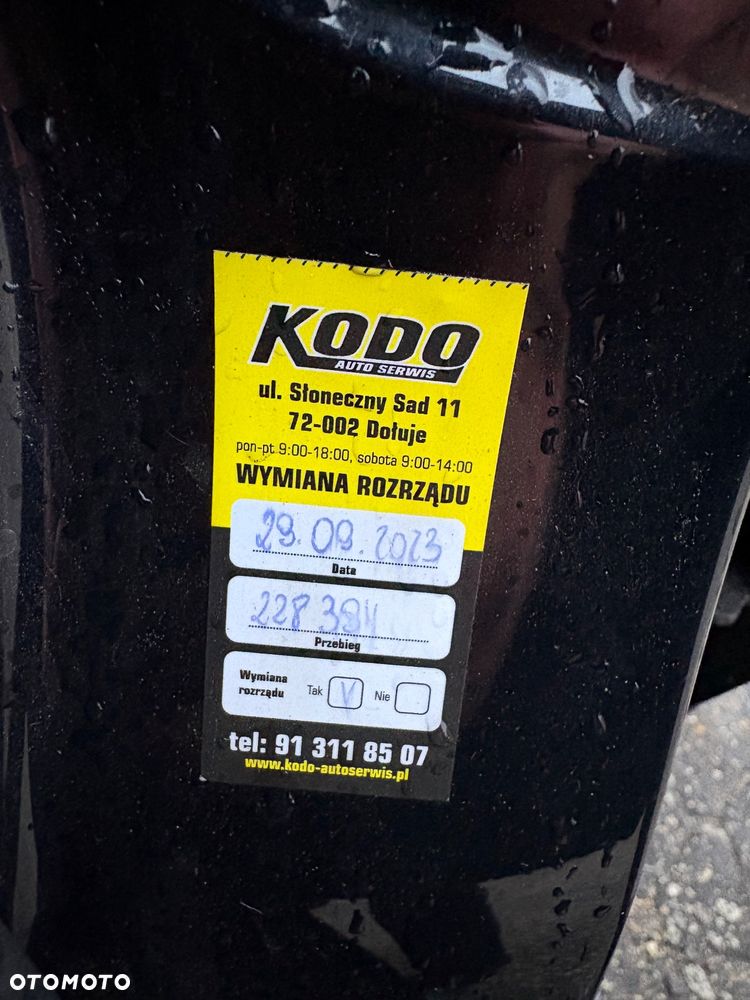 KODO
AUTO SERWIS
ul. Słoneczny Sad 11
72-002 Dołuje
pon-pt 9:00-18:00, sobota 9:00-14:00
WYMIANA ROZRZĄDU
29.09.2023
Data
228 394
Przebieg
Wymiana rozrządu Tak V Nie
tel: 91 311 85 07
www.kodo-autoserwis.pl
OTOMOTO